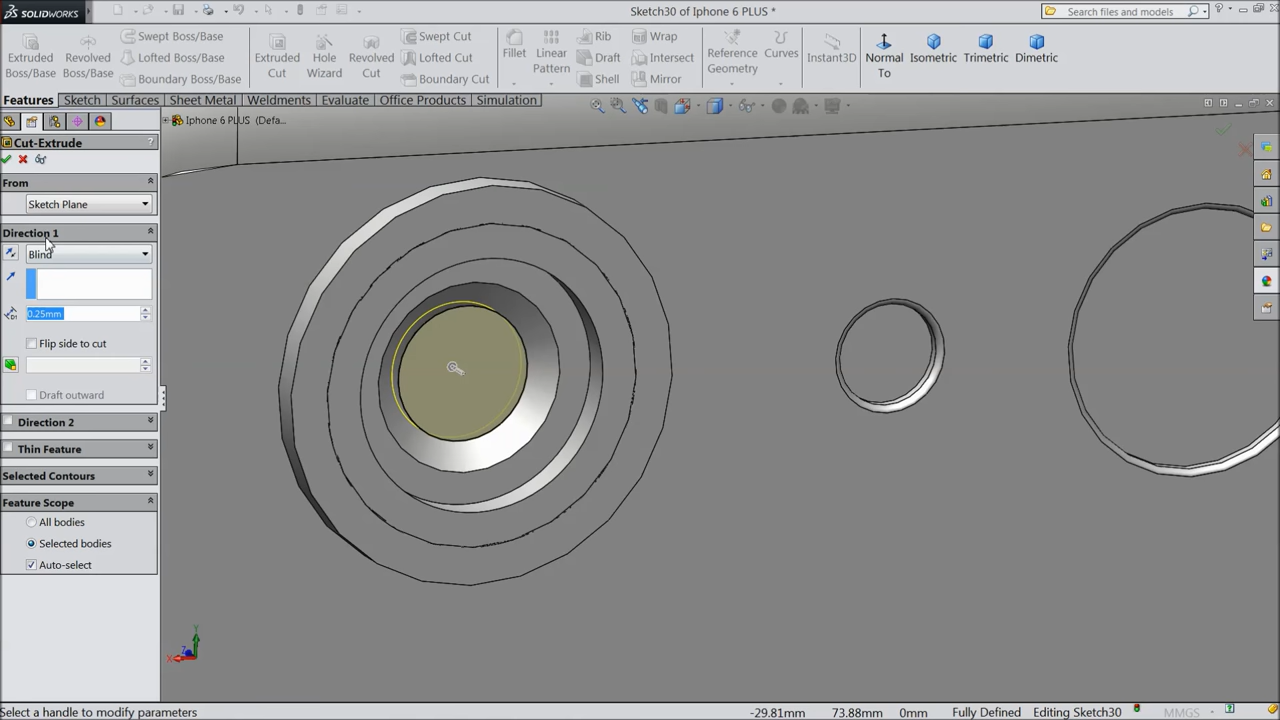 SOLIDWORKS
Sketch30 of Iphone 6 PLUS *
Search files and models
Extruded Boss/Base
Revolved Boss/Base
Swept Boss/Base
Lofted Boss/Base
Boundary Boss/Base
Extruded Cut
Hole Wizard
Revolved Cut
Swept Cut
Lofted Cut
Boundary Cut
Fillet
Linear Pattern
Rib
Draft
Shell
Wrap
Intersect
Mirror
Reference Geometry
Curves
Instant3D
Normal To
Isometric
Trimetric
Dimetric
Features
Sketch
Surfaces
Sheet Metal
Weldments
Evaluate
Office Products
Simulation
Iphone 6 PLUS (Defa...
Cut-Extrude
From
Sketch Plane
Direction 1
Blind
0.25mm
Flip side to cut
Draft outward
Direction 2
Thin Feature
Selected Contours
Feature Scope
All bodies
Selected bodies
Auto-select
Y
X
Z
Select a handle to modify parameters
-29.81mm
73.88mm
0mm
Fully Defined
Editing Sketch30
MMGS